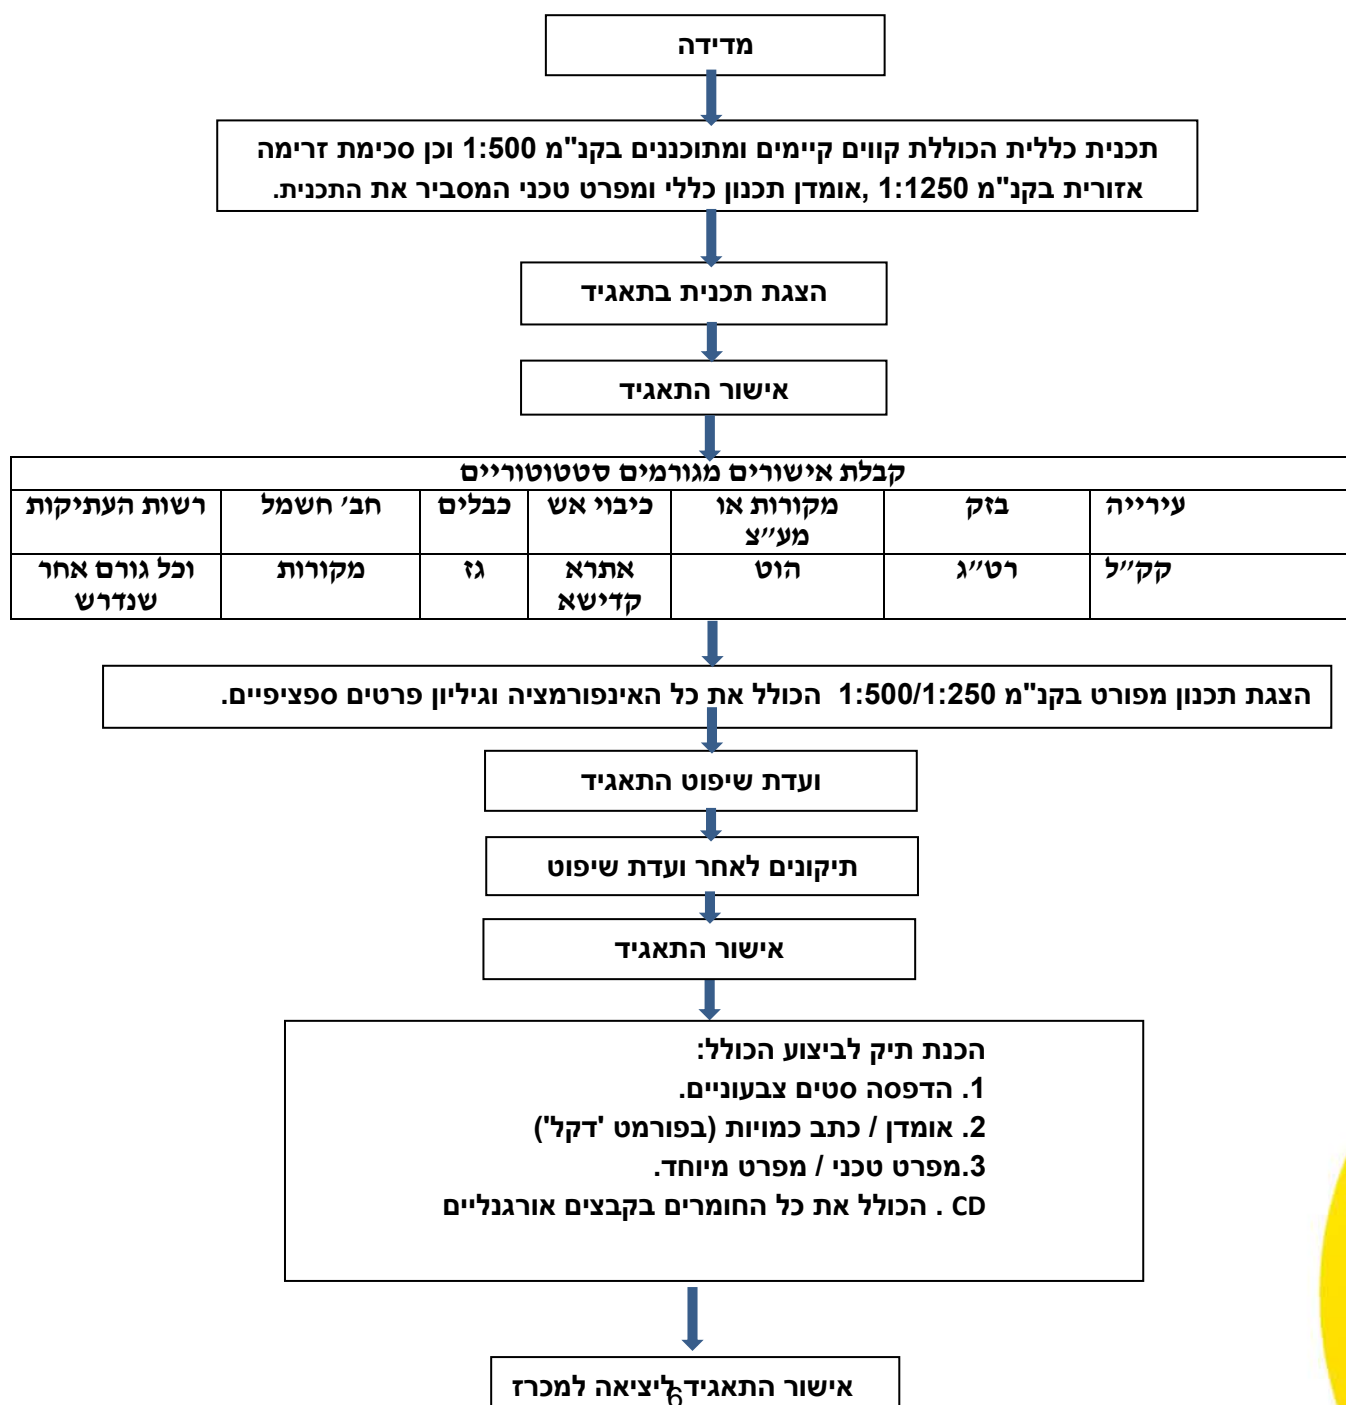 מדידה
תכנית כללית הכוללת קווים קיימים ומתוכננים בקנ"מ 1:500 וכן סכימת זרימה
אזורית בקנ"מ 1:1250 ,אומדן תכנון כללי ומפרט טכני המסביר את התכנית.
הצגת תכנית בתאגיד
אישור התאגיד
קבלת אישורים מגורמים סטטוטוריים
עירייה בזק מקורות או כיבוי אש כבלים חב׳ חשמל רשות העתיקות
מע״צ
קק״ל רט״ג הוט אתרא גז מקורות וכל גורם אחר
קדישא שנדרש
הצגת תכנון מפורט בקנ"מ 1:500/1:250 הכולל את כל האינפורמציה וגיליון פרטים ספציפיים.
ועדת שיפוט התאגיד
תיקונים לאחר ועדת שיפוט
אישור התאגיד
הכנת תיק לביצוע הכולל:
1. הדפסה סטים צבעוניים.
2. אומדן / כתב כמויות (בפורמט 'דקל')
3.מפרט טכני / מפרט מיוחד.
CD . הכולל את כל החומרים בקבצים אורגנליים
אישור התאגיד ליציאה למכרז
6